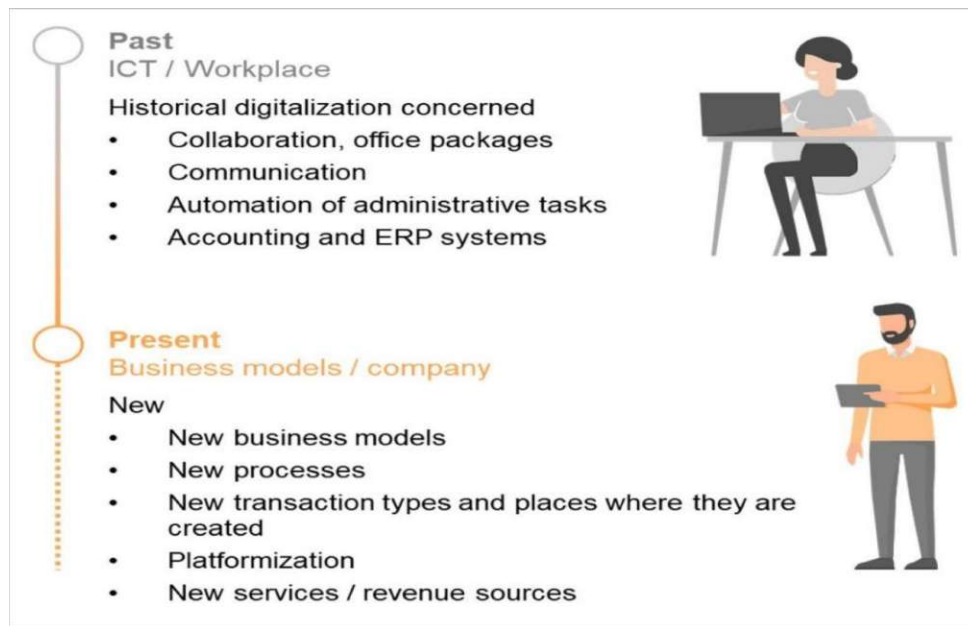 Past
ICT / Workplace
Historical digitalization concerned
• Collaboration, office packages
• Communication
• Automation of administrative tasks
• Accounting and ERP systems
Present
Business models / company
New
• New business models
• New processes
• New transaction types and places where they are
created
• Platformization
• New services / revenue sources